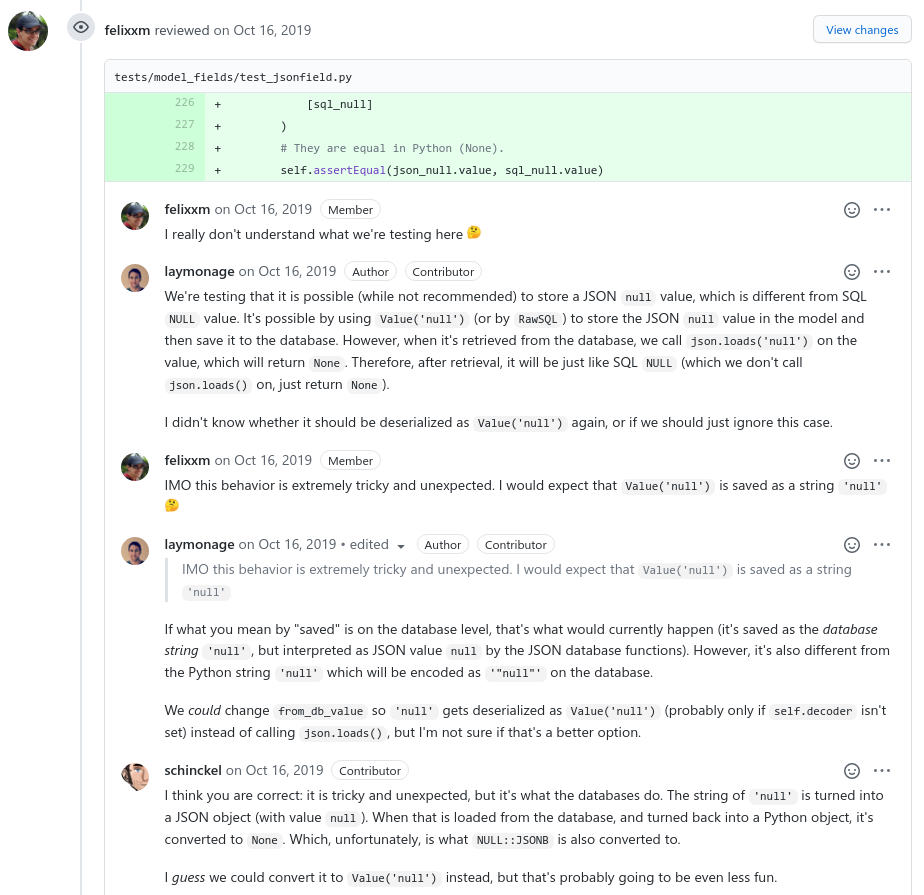 felixxm reviewed on Oct 16, 2019
View changes
tests/model_fields/test_jsonfield.py
226 + [sql_null]
227 + )
228 + # They are equal in Python (None).
229 + self.assertEqual(json_null.value, sql_null.value)
felixxm on Oct 16, 2019 Member
I really don't understand what we're testing here 🤔
laymonage on Oct 16, 2019 Author Contributor
We're testing that it is possible (while not recommended) to store a JSON null value, which is different from SQL
NULL value. It's possible by using Value('null') (or by RawSQL ) to store the JSON null value in the model and
then save it to the database. However, when it's retrieved from the database, we call json.loads('null') on the
value, which will return None . Therefore, after retrieval, it will be just like SQL NULL (which we don't call
json.loads() on, just return None ).
I didn't know whether it should be deserialized as Value('null') again, or if we should just ignore this case.
felixxm on Oct 16, 2019 Member
IMO this behavior is extremely tricky and unexpected. I would expect that Value('null') is saved as a string 'null'
🤔
laymonage on Oct 16, 2019 • edited Author Contributor
IMO this behavior is extremely tricky and unexpected. I would expect that Value('null') is saved as a string
'null'
If what you mean by "saved" is on the database level, that's what would currently happen (it's saved as the database
string 'null' , but interpreted as JSON value null by the JSON database functions). However, it's also different from
the Python string 'null' which will be encoded as '"null"' on the database.
We could change from_db_value so 'null' gets deserialized as Value('null') (probably only if self.decoder isn't
set) instead of calling json.loads() , but I'm not sure if that's a better option.
schinckel on Oct 16, 2019 Contributor
I think you are correct: it is tricky and unexpected, but it's what the databases do. The string of 'null' is turned into
a JSON object (with value null ). When that is loaded from the database, and turned back into a Python object, it's
converted to None . Which, unfortunately, is what NULL::JSONB is also converted to.
I guess we could convert it to Value('null') instead, but that's probably going to be even less fun.